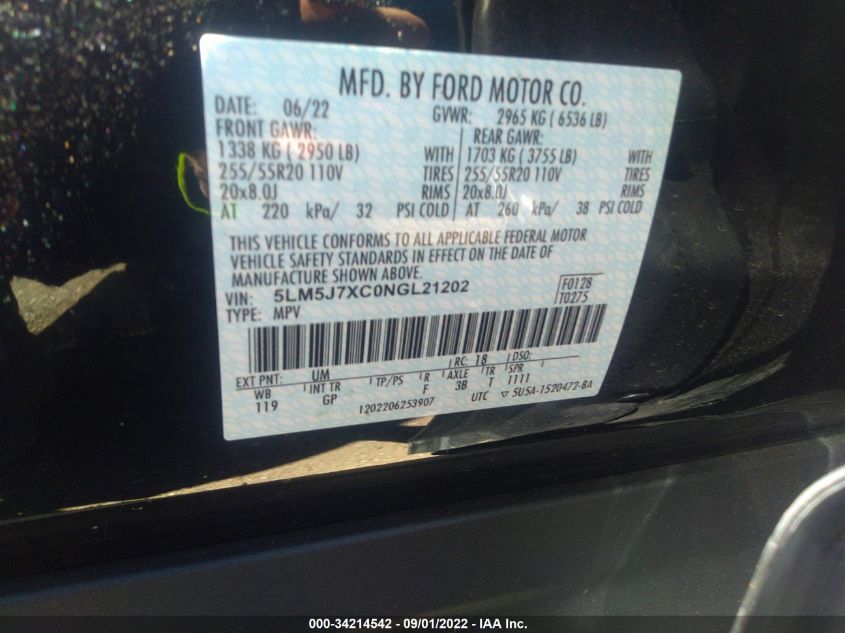 MFD. BY FORD MOTOR CO.
DATE: 06/22 GVWR: 2965 KG ( 6536 LB)
FRONT GAWR: REAR GAWR:
1338 KG ( 2950 LB) WITH 1703 KG ( 3755 LB) WITH
255/55R20 110V TIRES 255/55R20 110V TIRES
20x8.0J RIMS 20x8.0J RIMS
AT 220 kPa/ 32 PSI COLD AT 260 kPa/ 38 PSI COLD
THIS VEHICLE CONFORMS TO ALL APPLICABLE FEDERAL MOTOR
VEHICLE SAFETY STANDARDS IN EFFECT ON THE DATE OF
MANUFACTURE SHOWN ABOVE.
VIN: 5LM5J7XC0NGL21202 F0128
TYPE: MPV T0275
EXT PNT: UM RC: 18 DSO:
WB INT TR TP/PS R AXLE TR SPR
119 GP F 3B T 1111
1202206253907 UTC ▽ 5U5A-1520472-BA
000-34214542 - 09/01/2022 - IAA Inc.